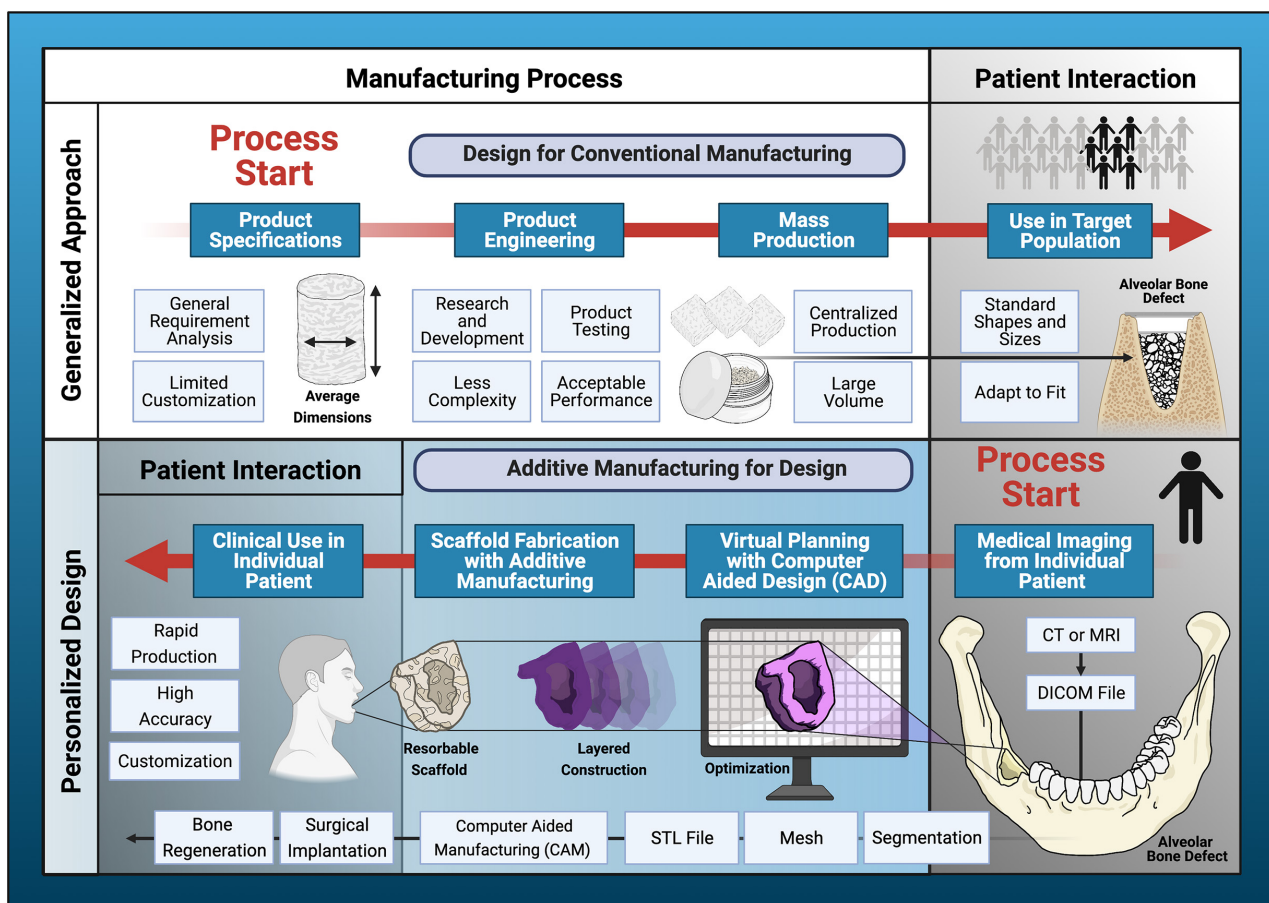 Manufacturing Process
Patient Interaction
Generalized Approach
Process
Start
Design for Conventional Manufacturing
Product
Specifications
Product
Engineering
Mass
Production
Use in Target
Population
General
Requirement
Analysis
Limited
Customization
Average
Dimensions
Research
and
Development
Product
Testing
Less
Complexity
Acceptable
Performance
Centralized
Production
Large
Volume
Standard
Shapes and
Sizes
Adapt to Fit
Alveolar Bone
Defect
Personalized Design
Patient Interaction
Additive Manufacturing for Design
Process
Start
Clinical Use in
Individual
Patient
Scaffold Fabrication
with Additive
Manufacturing
Virtual Planning
with Computer
Aided Design (CAD)
Medical Imaging
from Individual
Patient
Rapid
Production
High
Accuracy
Customization
Resorbable
Scaffold
Layered
Construction
Optimization
CT or MRI
DICOM File
Bone
Regeneration
Surgical
Implantation
Computer Aided
Manufacturing (CAM)
STL File
Mesh
Segmentation
Alveolar
Bone Defect